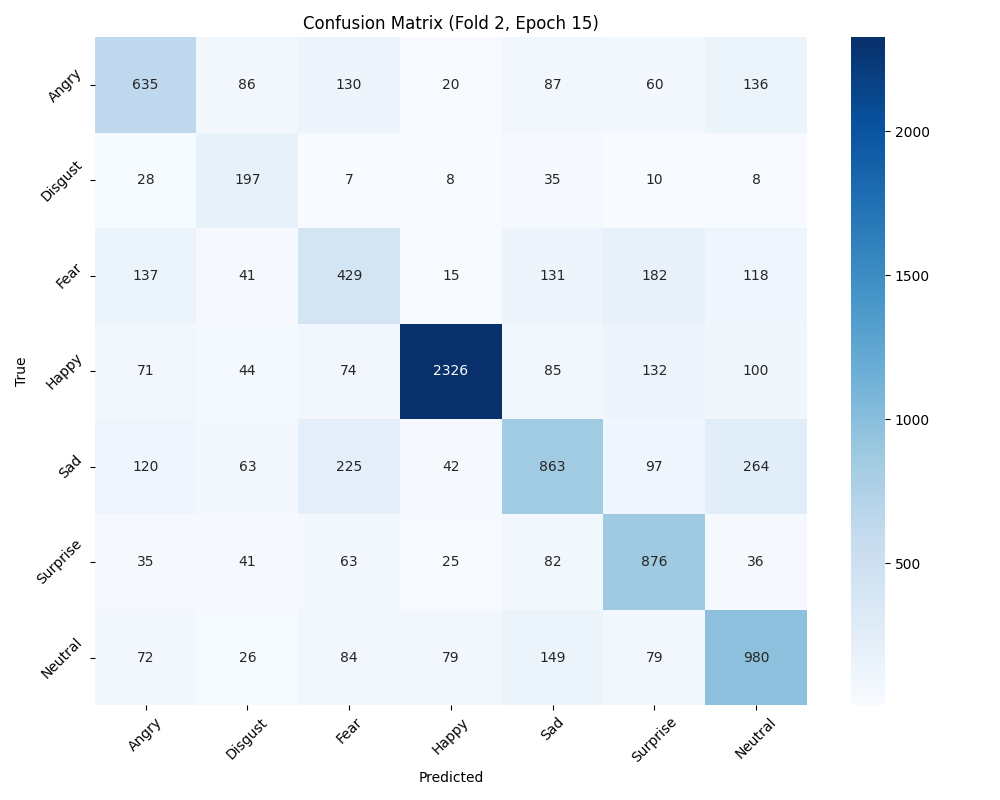 Confusion Matrix (Fold 2, Epoch 15)
Angry 635 86 130 20 87 60 136
Disgust 28 197 7 8 35 10 8
Fear 137 41 429 15 131 182 118
Happy 71 44 74 2326 85 132 100
Sad 120 63 225 42 863 97 264
Surprise 35 41 63 25 82 876 36
Neutral 72 26 84 79 149 79 980
Angry Disgust Fear Happy Sad Surprise Neutral
Predicted
True
2000
1500
1000
500